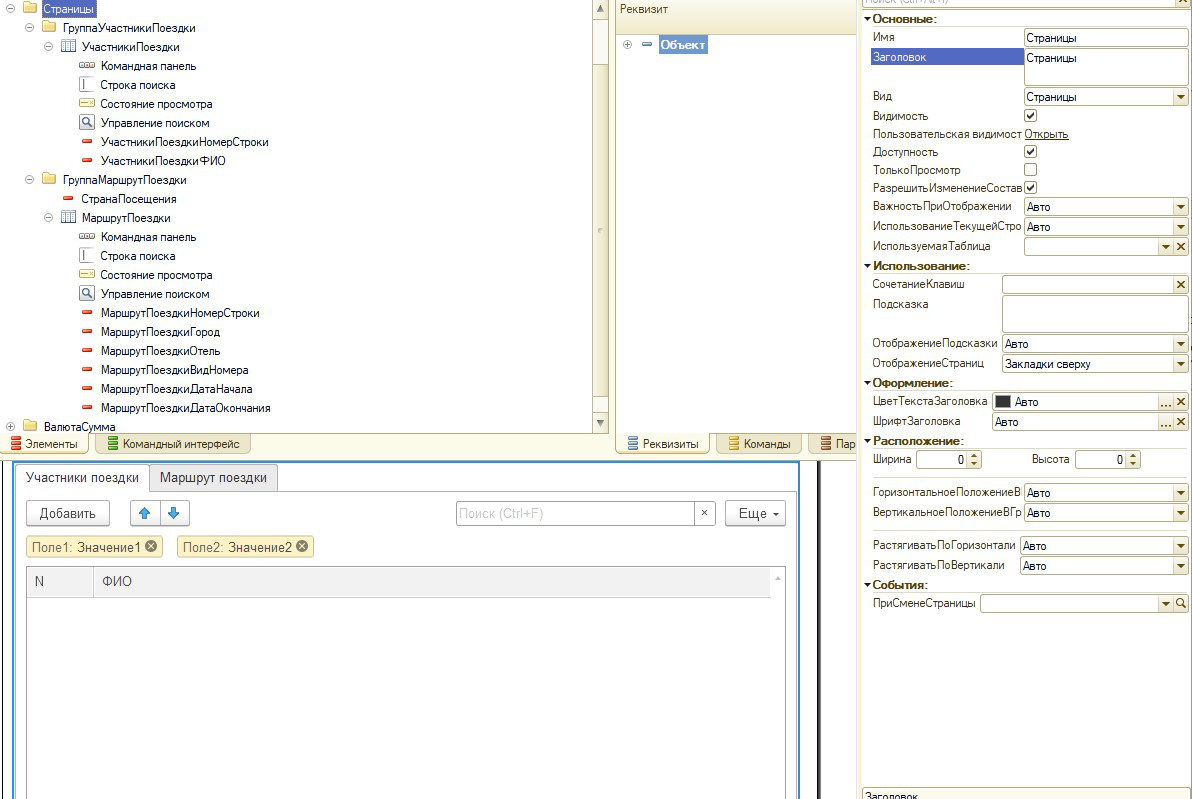 Страницы
ГруппаУчастникиПоездки
УчастникиПоездки
Командная панель
Строка поиска
Состояние просмотра
Управление поиском
УчастникиПоездкиНомерСтроки
УчастникиПоездкиФИО
ГруппаМаршрутПоездки
СтранаПосещения
МаршрутПоездки
Командная панель
Строка поиска
Состояние просмотра
Управление поиском
МаршрутПоездкиНомерСтроки
МаршрутПоездкиГород
МаршрутПоездкиОтель
МаршрутПоездкиВидНомера
МаршрутПоездкиДатаНачала
МаршрутПоездкиДатаОкончания
ВалютаСумма
Элементы
Командный интерфейс
Реквизит
Объект
Реквизиты
Команды
Пар
Участники поездки
Маршрут поездки
Добавить
Поиск (Ctrl+F)
×
Еще
Поле1: Значение1
Поле2: Значение2
N
ФИО
Основные:
Имя
Страницы
Заголовок
Страницы
Вид
Страницы
Видимость
Пользовательская видимост
Открыть
Доступность
ТолькоПросмотр
РазрешитьИзменениеСостав
ВажностьПриОтображении
Авто
ИспользованиеТекущейСтро
Авто
ИспользуемаяТаблица
Использование:
СочетаниеКлавиш
Подсказка
ОтображениеПодсказки
Авто
ОтображениеСтраниц
Закладки сверху
Оформление:
ЦветТекстаЗаголовка
Авто
...
ШрифтЗаголовка
Авто
...
Расположение:
Ширина
0
Высота
0
ГоризонтальноеПоложениеВ
Авто
ВертикальноеПоложениеВГр
Авто
РастягиватьПоГоризонтали
Авто
РастягиватьПоВертикали
Авто
События:
ПриСменеСтраницы
Заголовок